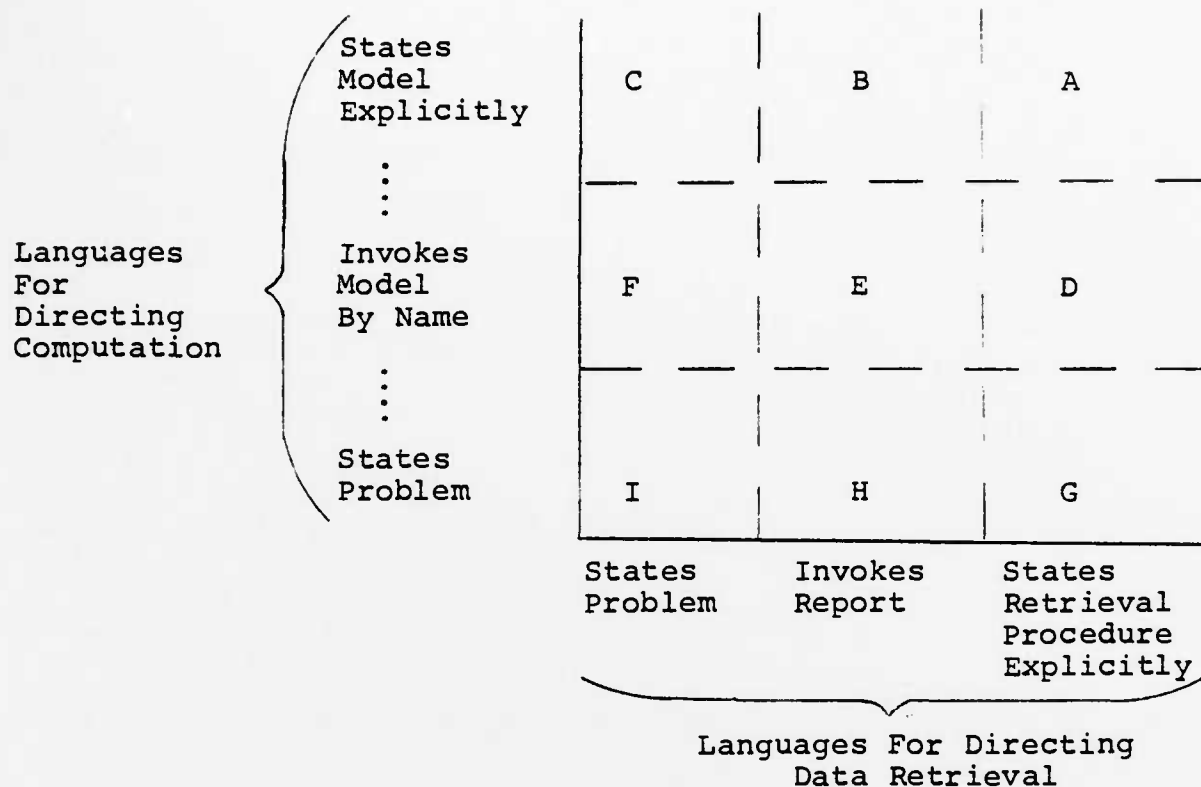 States
Model
Explicitly
C B A
Languages
For
Directing
Computation
Invokes
Model
By Name
F E D
States
Problem
I H G
States
Problem
Invokes
Report
States
Retrieval
Procedure
Explicitly
Languages For Directing
Data Retrieval